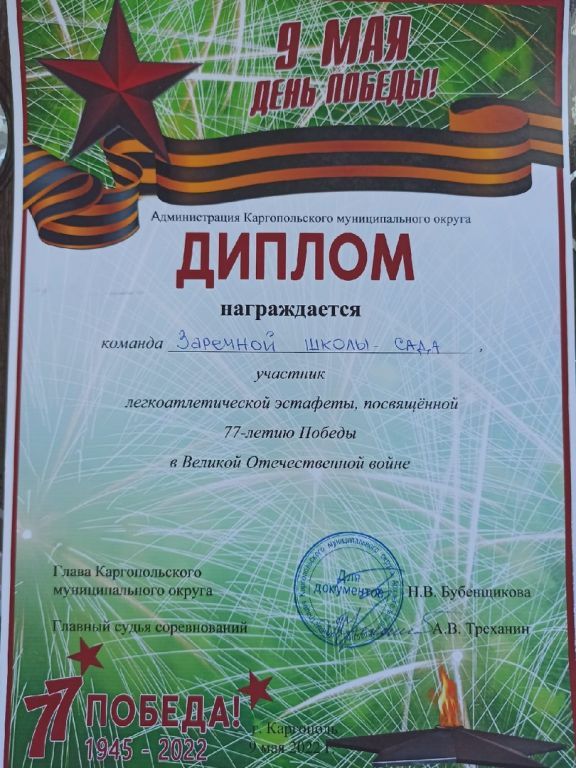 9 МАЯ
ДЕНЬ ПОБЕДЫ!
Администрация Каргопольского муниципального округа
ДИПЛОМ
награждается
команда Заречной школы - сада ,
участник
легкоатлетической эстафеты, посвящённой
77-летию Победы
в Великой Отечественной войне
Глава Каргопольского
муниципального округа
Для
документов
Н.В. Бубенщикова
Главный судья соревнований
А.В. Треханин
77 ПОБЕДА!
1945 - 2022
г. Каргополь
9 мая 2022 г.